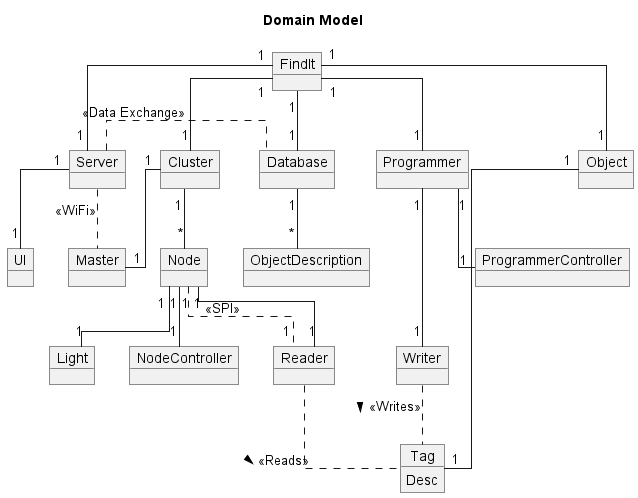 Domain Model
FindIt
1 1
1 1 1
«Data Exchange»
1 1 1 1 1
Server Cluster Database Programmer Object
1 1 1
«WiFi»
1 1 1 1
1 * * 1
UI Master 1 Node ObjectDescription ProgrammerController
1 1 1 1
«SPI»
1 1 1 1 1
Light NodeController Reader Writer
«Writes»
«Reads»
Tag 1
Desc